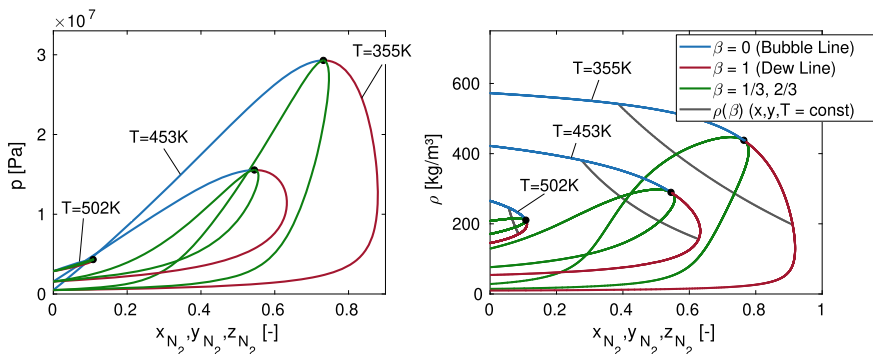 × 10⁷
3
2
1
0
p [Pa]
T=355K
T=453K
T=502K
0
0.2
0.4
0.6
0.8
x_N₂,y_N₂,z_N₂ [-]
600
400
200
0
ρ [kg/m³]
T=355K
T=453K
T=502K
β = 0 (Bubble Line)
β = 1 (Dew Line)
β = 1/3, 2/3
ρ(β) (x,y,T = const)
0
0.2
0.4
0.6
0.8
1
x_N₂,y_N₂,z_N₂ [-]